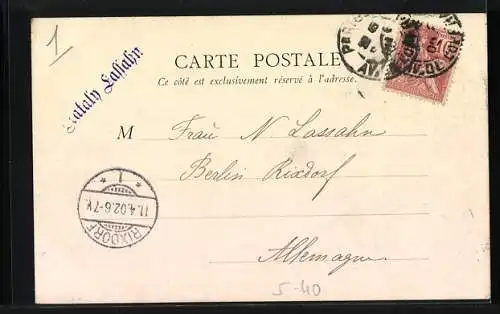 1
CARTE POSTALE
Ce côté est exclusivement réservé à l'adresse.
Lassahn
M Frau N Lassahn
Berlin Rixdorf
Allemagne
RIXDORF
11.4.02.6-7N.
* 1 *
5-40